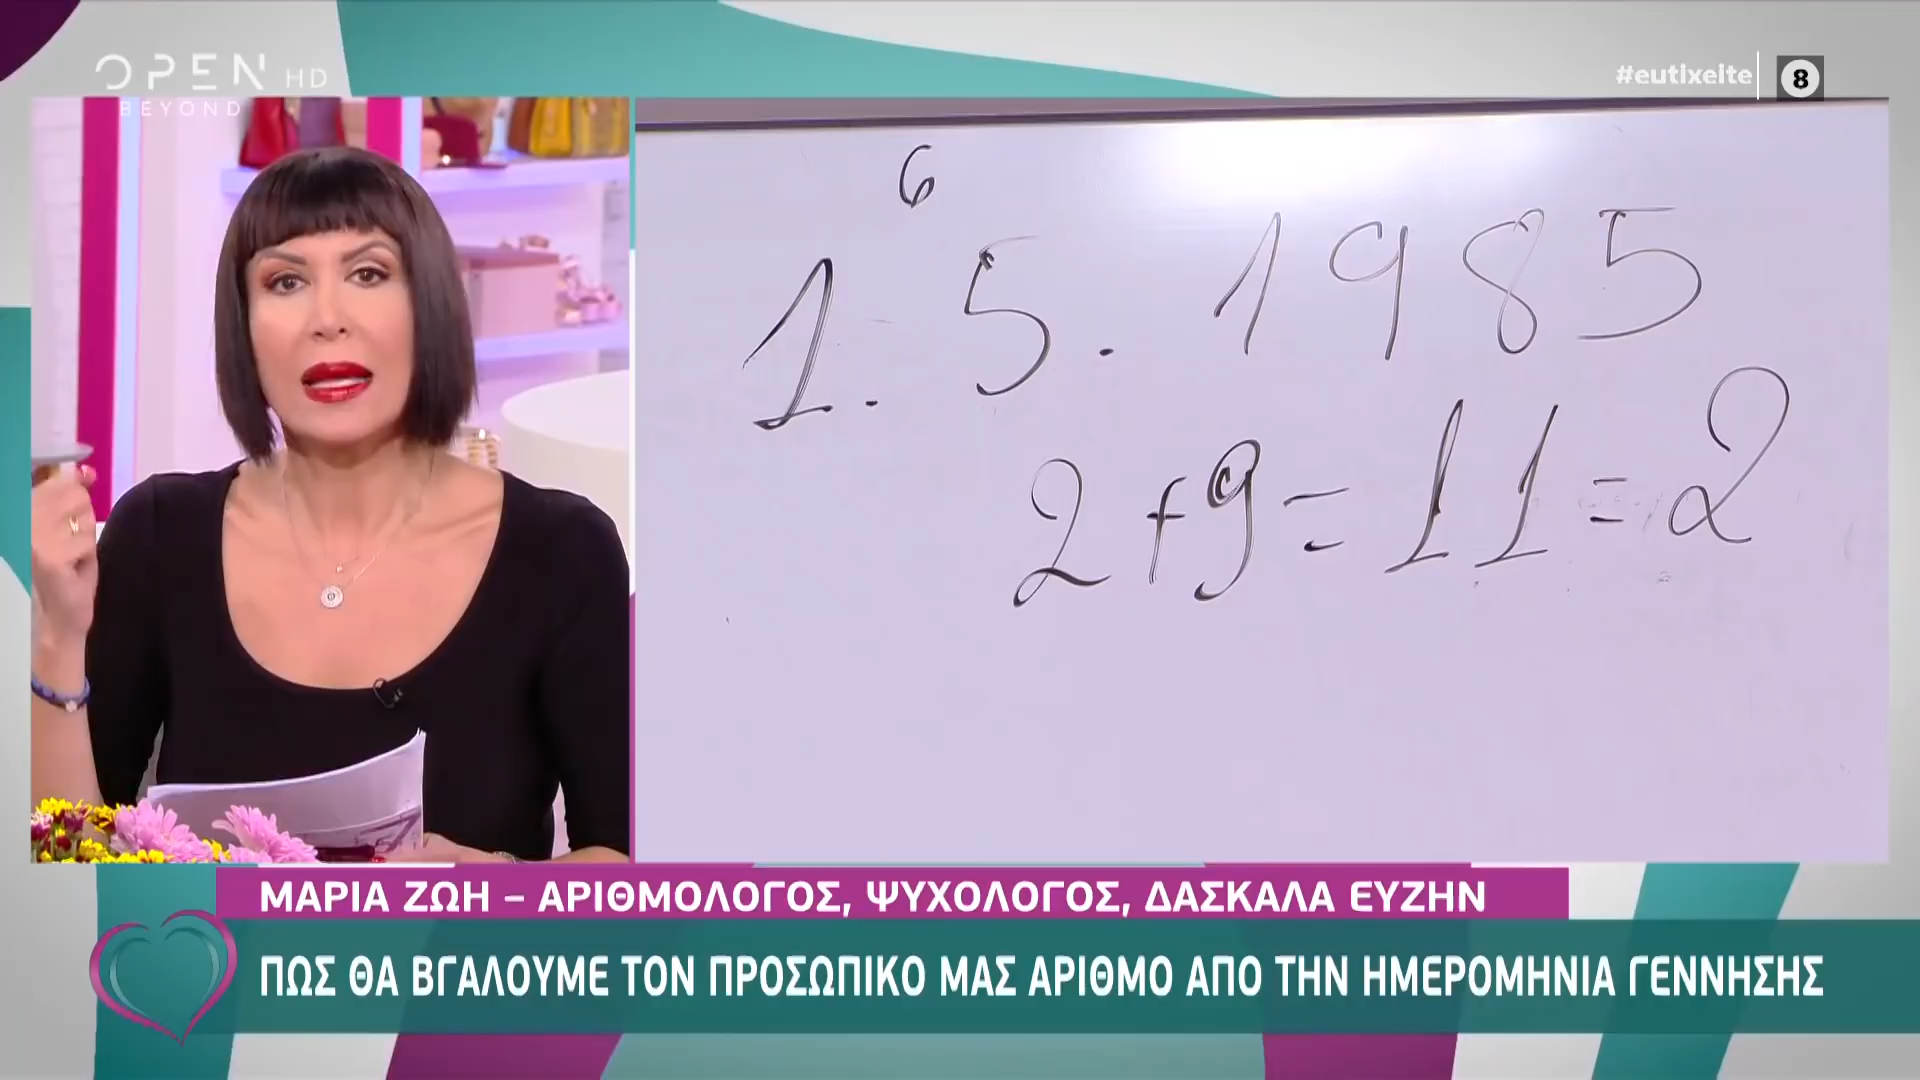 OPEN HD
BEYOND
#eutixeite
8
6
1. 5. 1985
2+9=11=2
ΜΑΡΙΑ ΖΩΗ – ΑΡΙΘΜΟΛΟΓΟΣ, ΨΥΧΟΛΟΓΟΣ, ΔΑΣΚΑΛΑ ΕΥΖΗΝ
ΠΩΣ ΘΑ ΒΓΑΛΟΥΜΕ ΤΟΝ ΠΡΟΣΩΠΙΚΟ ΜΑΣ ΑΡΙΘΜΟ ΑΠΟ ΤΗΝ ΗΜΕΡΟΜΗΝΙΑ ΓΕΝΝΗΣΗΣ